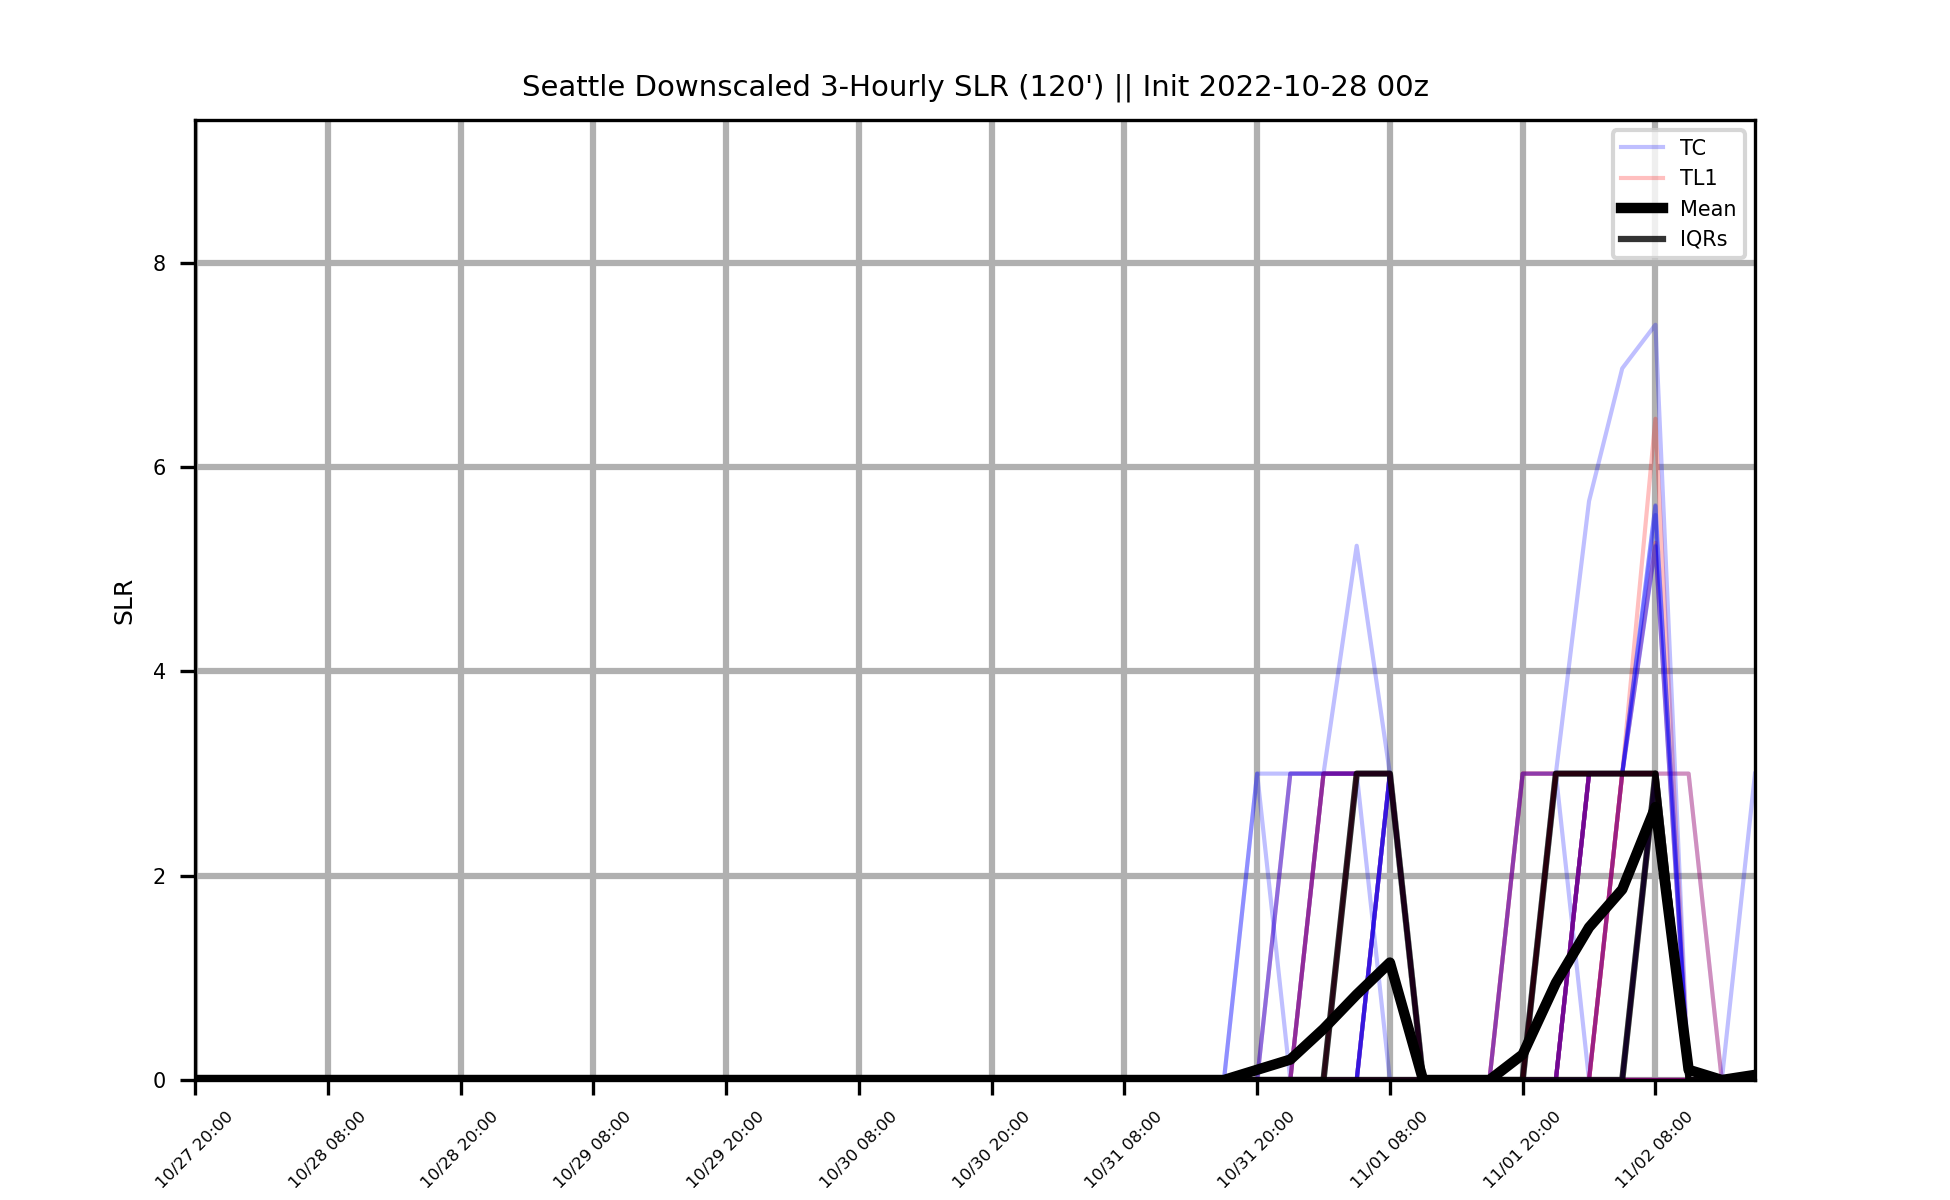 Seattle Downscaled 3-Hourly SLR (120') || Init 2022-10-28 00z
TC
TL1
Mean
IQRs
8
6
4
2
0
SLR
10/27 20:00
10/28 08:00
10/28 20:00
10/29 08:00
10/29 20:00
10/30 08:00
10/30 20:00
10/31 08:00
10/31 20:00
11/01 08:00
11/01 20:00
11/02 08:00